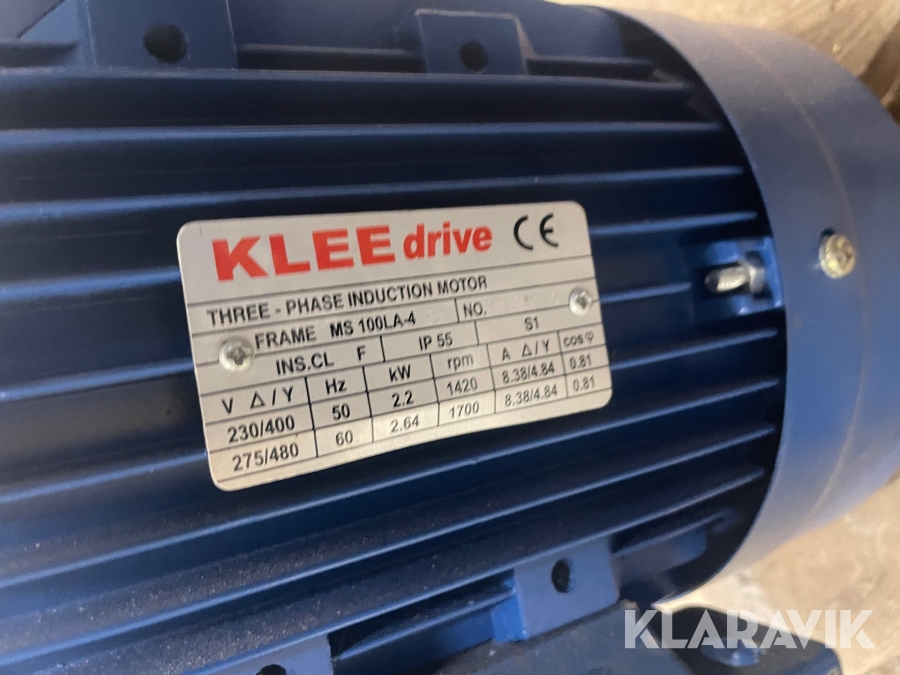 KLEE drive CE
THREE - PHASE INDUCTION MOTOR
FRAME MS 100LA-4 NO.
INS.CL F IP 55 S1
V Δ / Y Hz kW rpm A Δ / Y cosφ
230/400 50 2.2 1420 8.38/4.84 0.81
275/480 60 2.64 1700 8.38/4.84 0.81
KLARAVIK